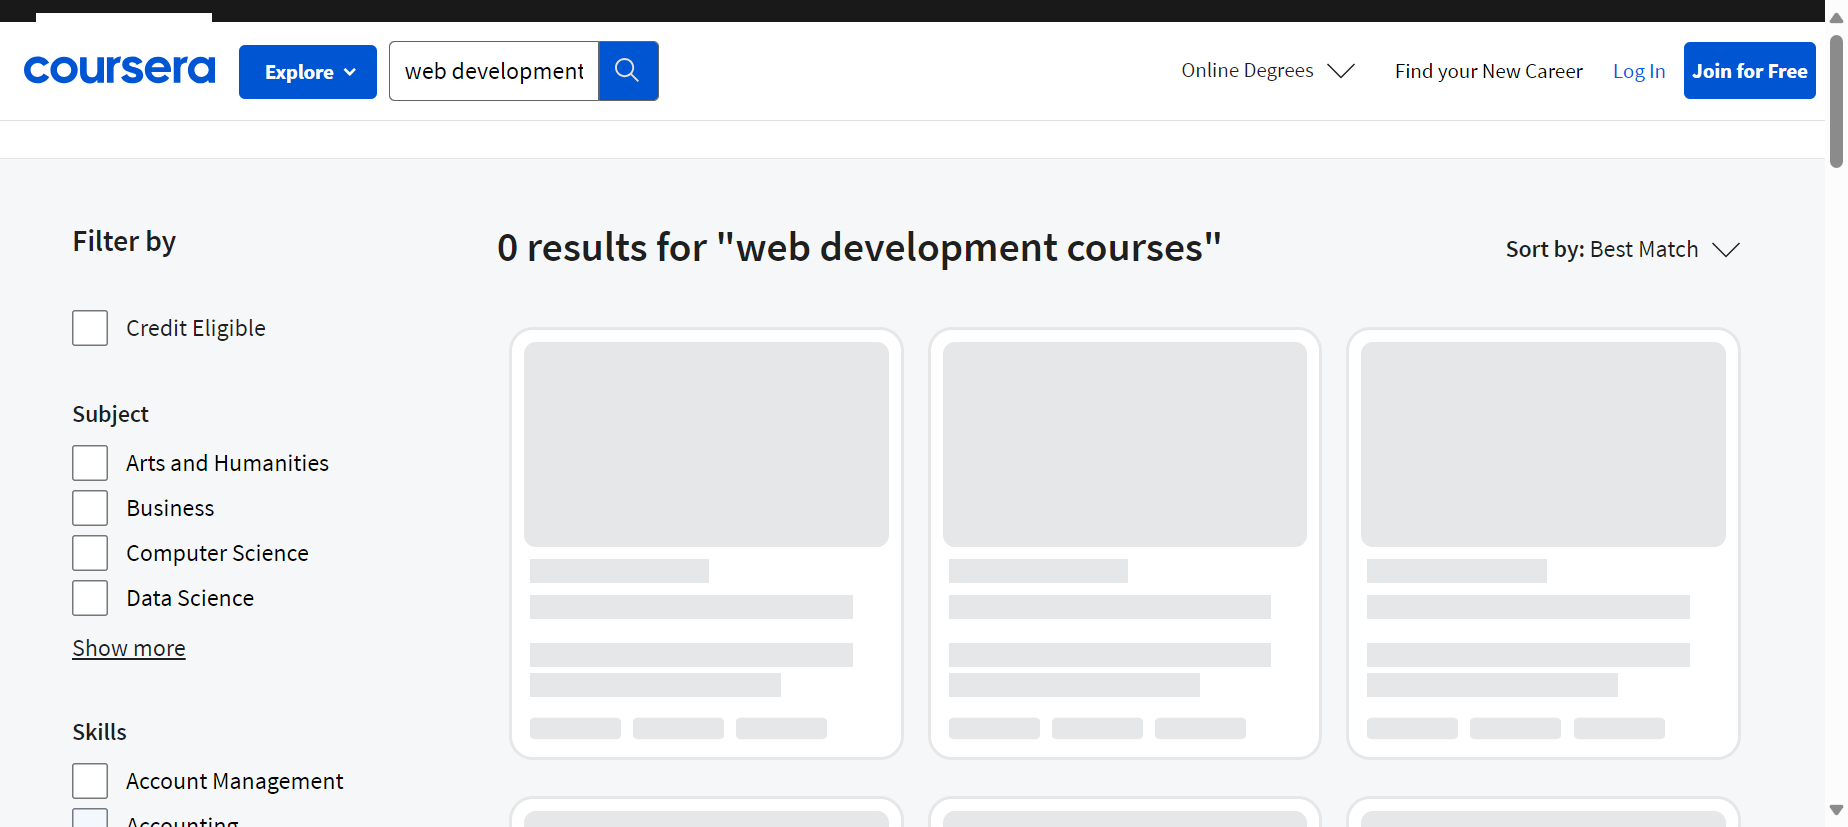 coursera
Explore
web development
Online Degrees
Find your New Career
Log In
Join for Free
Filter by
0 results for "web development courses"
Sort by: Best Match
Credit Eligible
Subject
Arts and Humanities
Business
Computer Science
Data Science
Show more
Skills
Account Management
Accounting